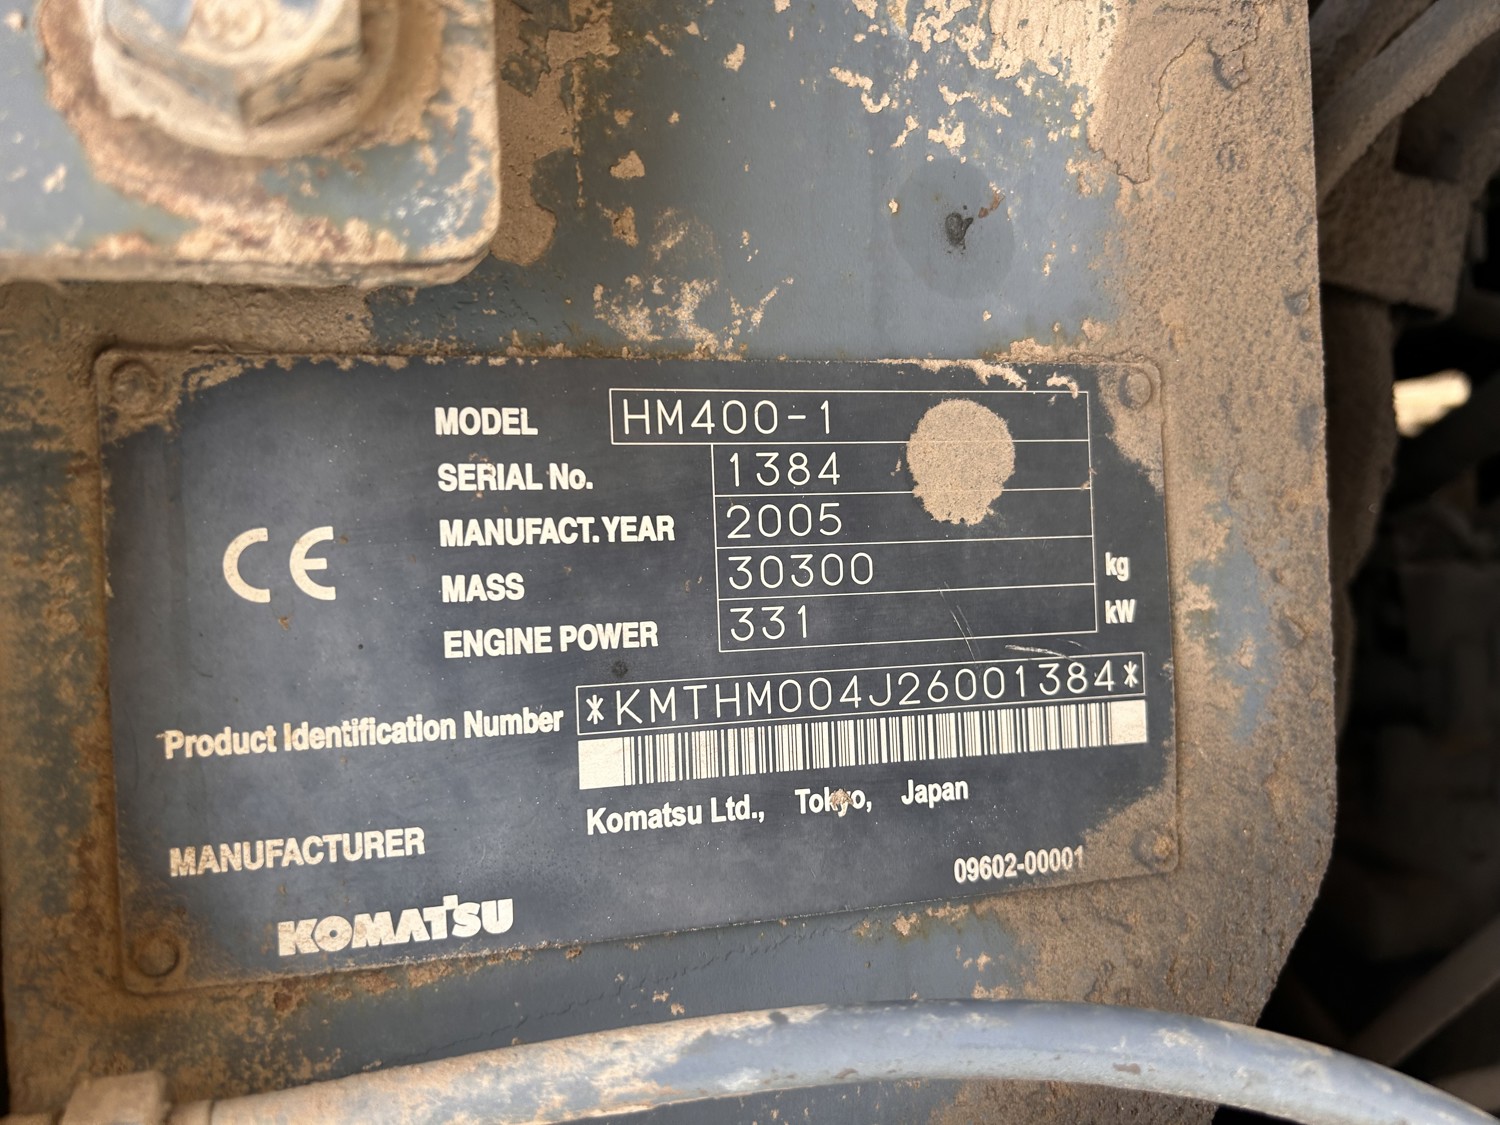 MODEL HM400-1
SERIAL No. 1384
MANUFACT. YEAR 2005
MASS 30300 kg
ENGINE POWER 331 kW
CE
Product Identification Number *KMTHM004J26001384*
Komatsu Ltd., Tokyo, Japan
MANUFACTURER
09602-00001
KOMATSU